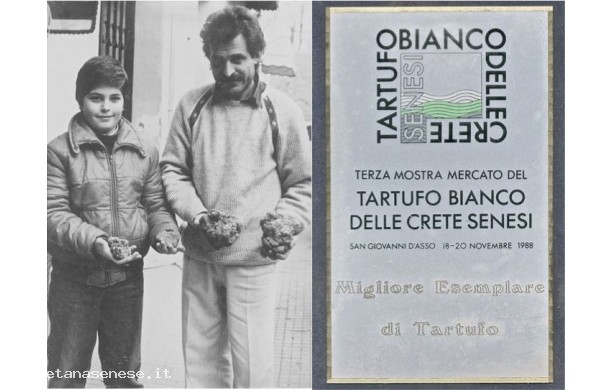 TARTUFO BIANCO DELLE CRETE
SENESI
TERZA MOSTRA MERCATO DEL
TARTUFO BIANCO
DELLE CRETE SENESI
SAN GIOVANNI D'ASSO 18-20 NOVEMBRE 1988
Migliore Esemplare
di Tartufo
etanasenese.it